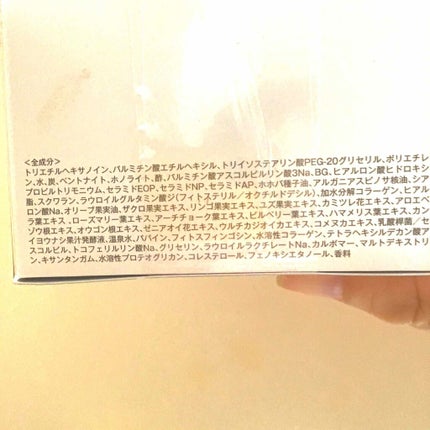 <全成分>
トリエチルヘキサノイン、パルミチン酸エチルヘキシル、トリイソステアリン酸PEG-20グリセリル、ポリエチレ
ン、水、炭、ベントナイト、ホノライト、酢、パルミチン酸アスコルビルリン酸3Na、BG、ヒアルロン酸ヒドロキシ
プロピルトリモニウム、セラミドEOP、セラミドNP、セラミドAP、ホホバ種子油、アルガニアスピノサ核油、シア
脂、スクワラン、ラウロイルグルタミン酸ジ(フィトステリル/オクチルドデシル)、加水分解コラーゲン、ヒアル
ロン酸Na、オリーブ果実油、ザクロ果実エキス、リンゴ果実エキス、ユズ果実エキス、カミツレ花エキス、アロエベ
ラ葉エキス、ローズマリー葉エキス、アーチチョーク葉エキス、ビルベリー葉エキス、ハマメリス葉エキス、カン
ゾウ根エキス、オウゴン根エキス、ゼニアオイ花エキス、ウルチカジオイカエキス、コメヌカエキス、乳酸桿菌/セ
イヨウナシ果汁発酵液、温泉水、パパイン、フィトスフィンゴシン、水溶性コラーゲン、テトラヘキシルデカン酸ア
スコルビル、トコフェリルリン酸Na、グリセリン、ラウロイルラクチレートNa、カルボマー、マルトデキストリ
ン、キサンタンガム、水溶性プロテオグリカン、コレステロール、フェノキシエタノール、香料